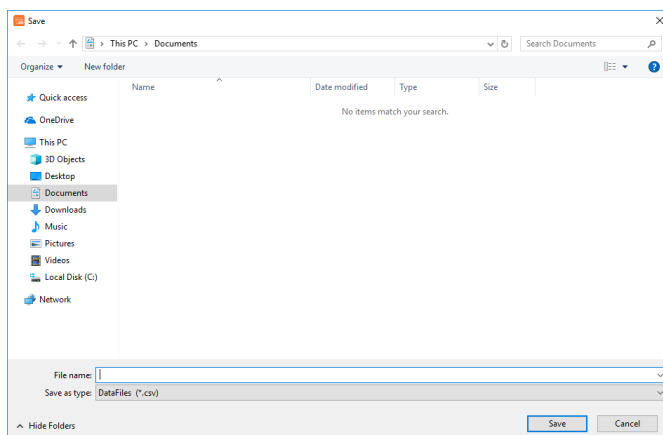 Save
This PC > Documents
Search Documents
Organize
New folder
Name
Date modified
Type
Size
No items match your search.
Quick access
OneDrive
This PC
3D Objects
Desktop
Documents
Downloads
Music
Pictures
Videos
Local Disk (C:)
Network
File name:
Save as type: DataFiles (*.csv)
Hide Folders
Save
Cancel